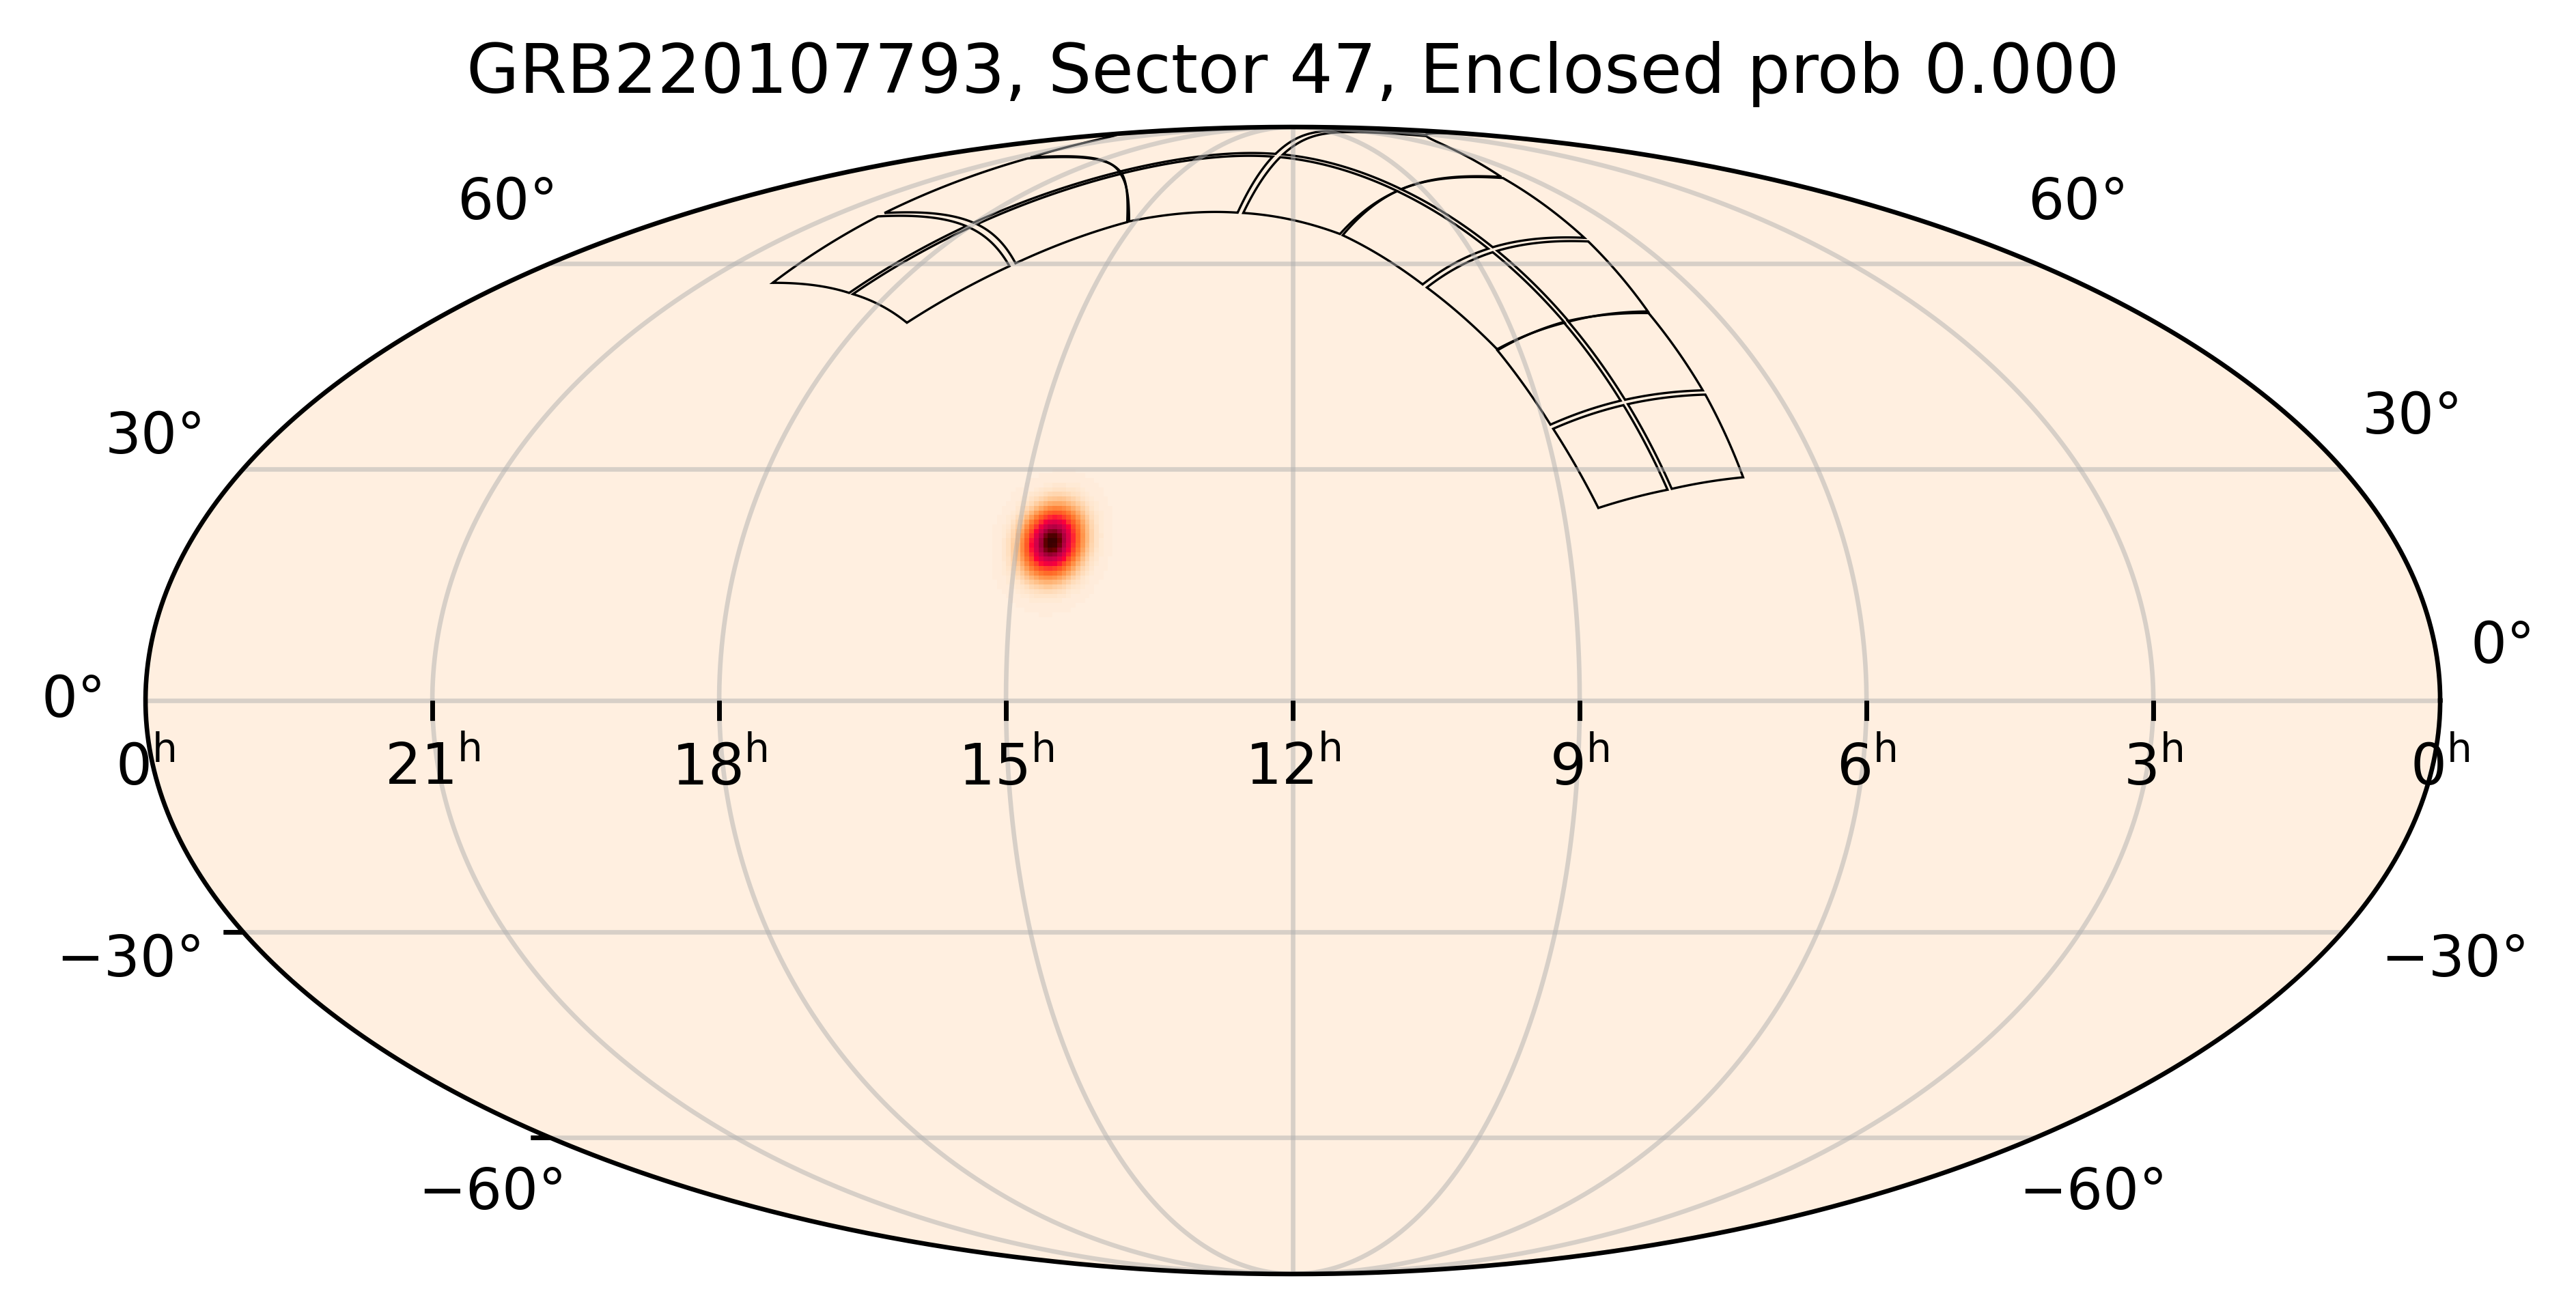 GRB220107793, Sector 47, Enclosed prob 0.000
60° 60°
30° 30°
0° 0°
0ʰ 21ʰ 18ʰ 15ʰ 12ʰ 9ʰ 6ʰ 3ʰ 0ʰ
−30° −30°
−60° −60°